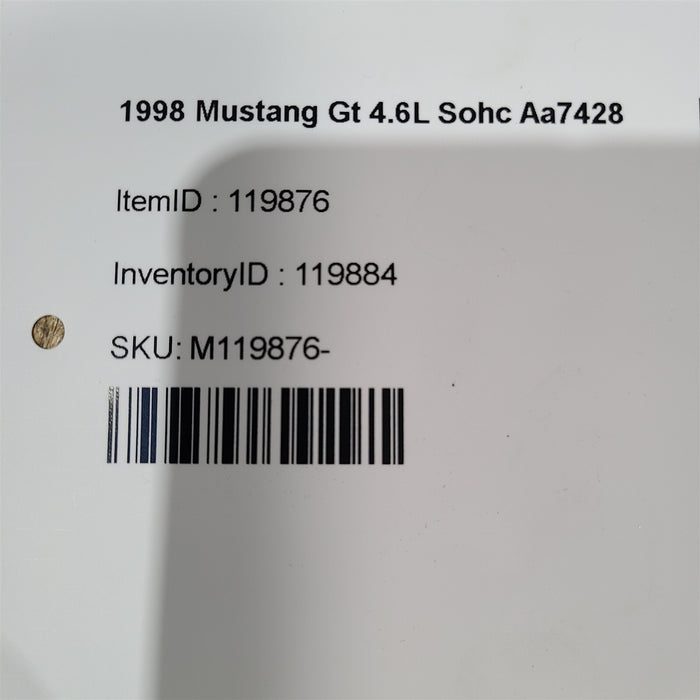 1998 Mustang Gt 4.6L Sohc Aa7428
ItemID : 119876
InventoryID : 119884
SKU: M119876-